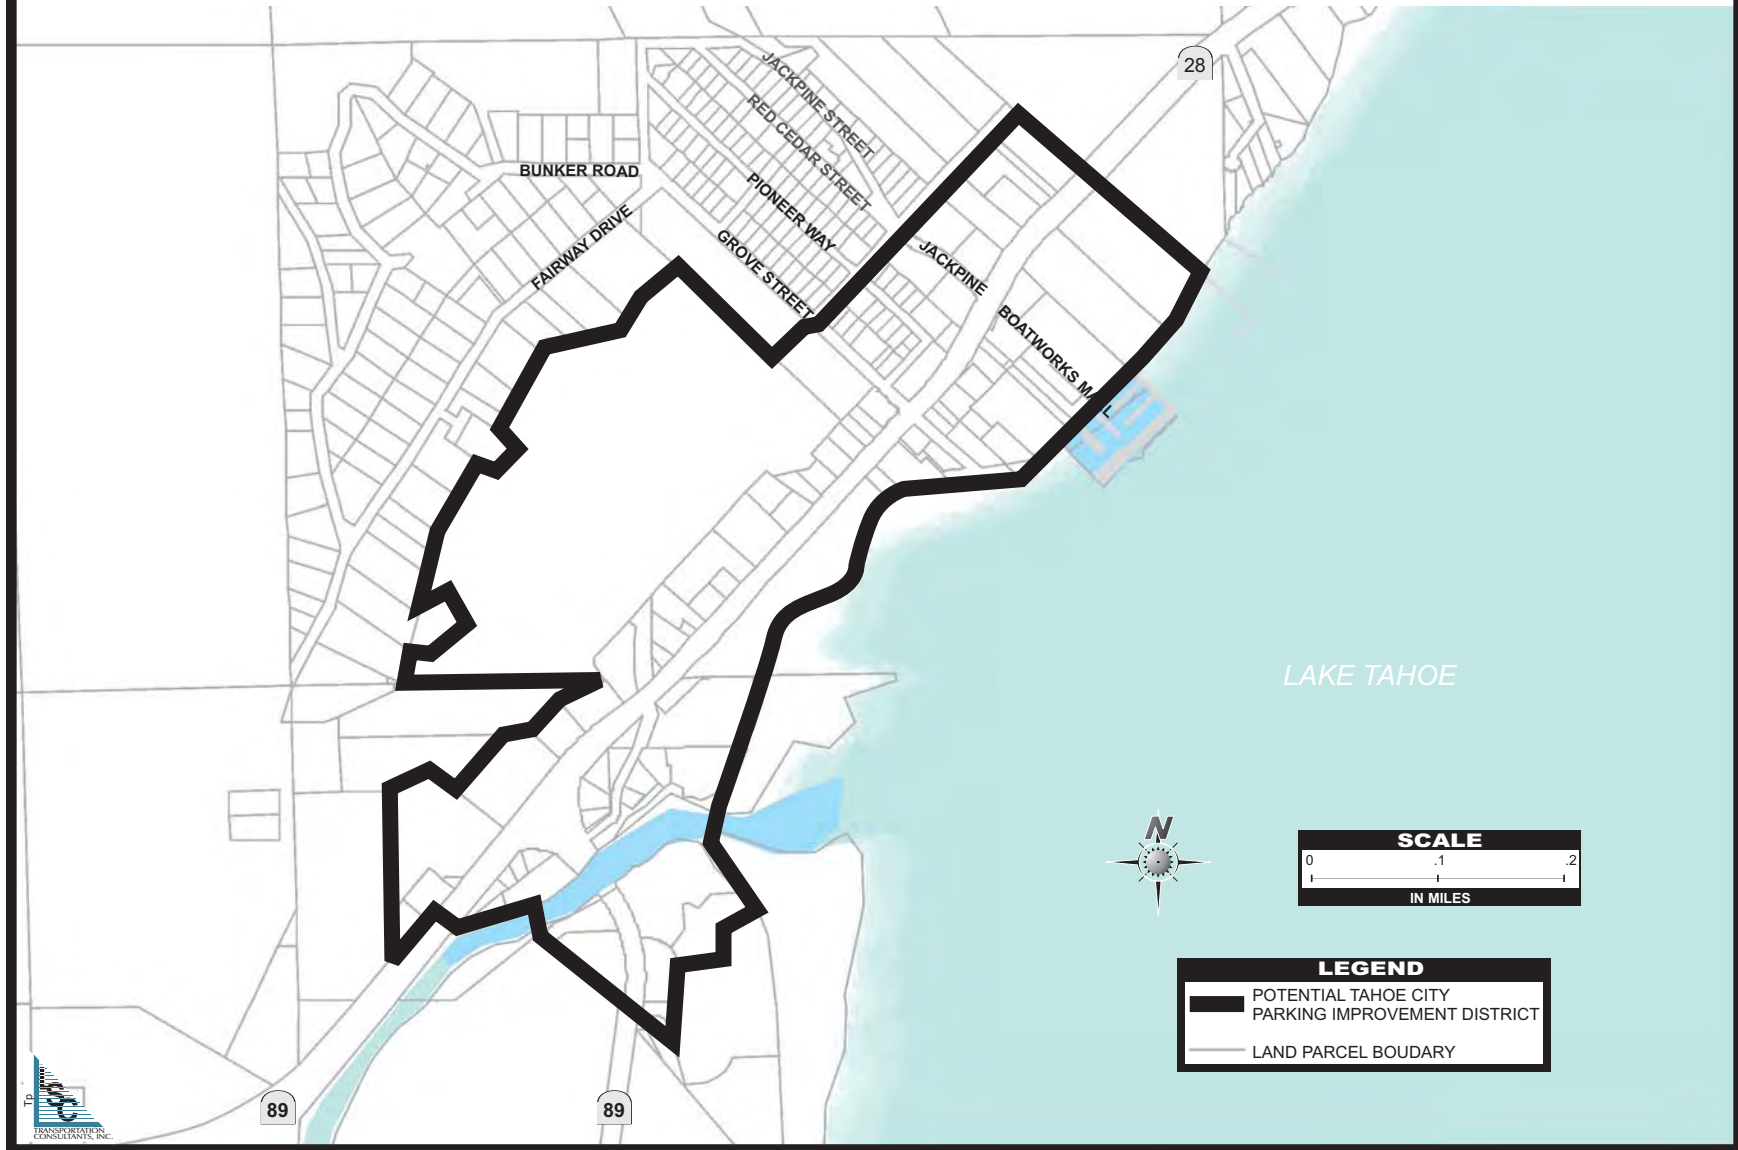 28
JACKPINE STREET
RED CEDAR STREET
BUNKER ROAD
PIONEER WAY
FAIRWAY DRIVE
GROVE STREET
JACKPINE
BOATWORKS MALL
LAKE TAHOE
N
SCALE
0 .1 .2
IN MILES
LEGEND
POTENTIAL TAHOE CITY
PARKING IMPROVEMENT DISTRICT
LAND PARCEL BOUDARY
89
89
Tp
LSC
TRANSPORTATION
CONSULTANTS, INC.